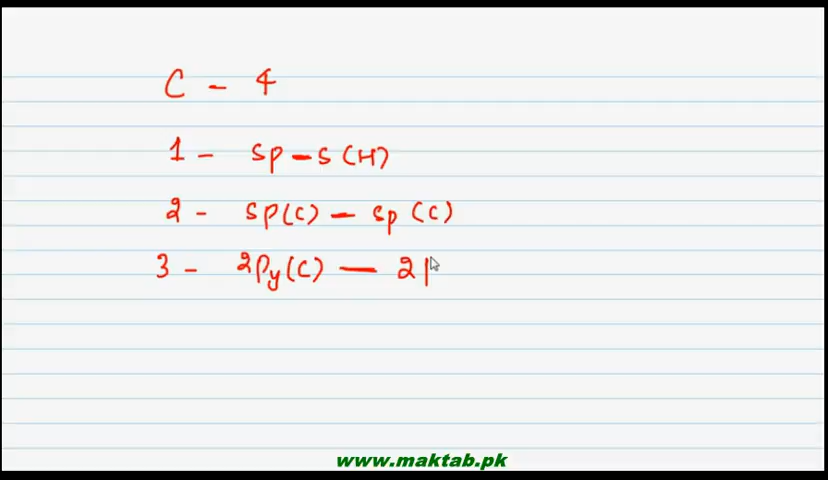 C - 4
1 - sp - s (H)
2 - sp(c) - sp (c)
3 - 2Py(c) - 2
www.maktab.pk